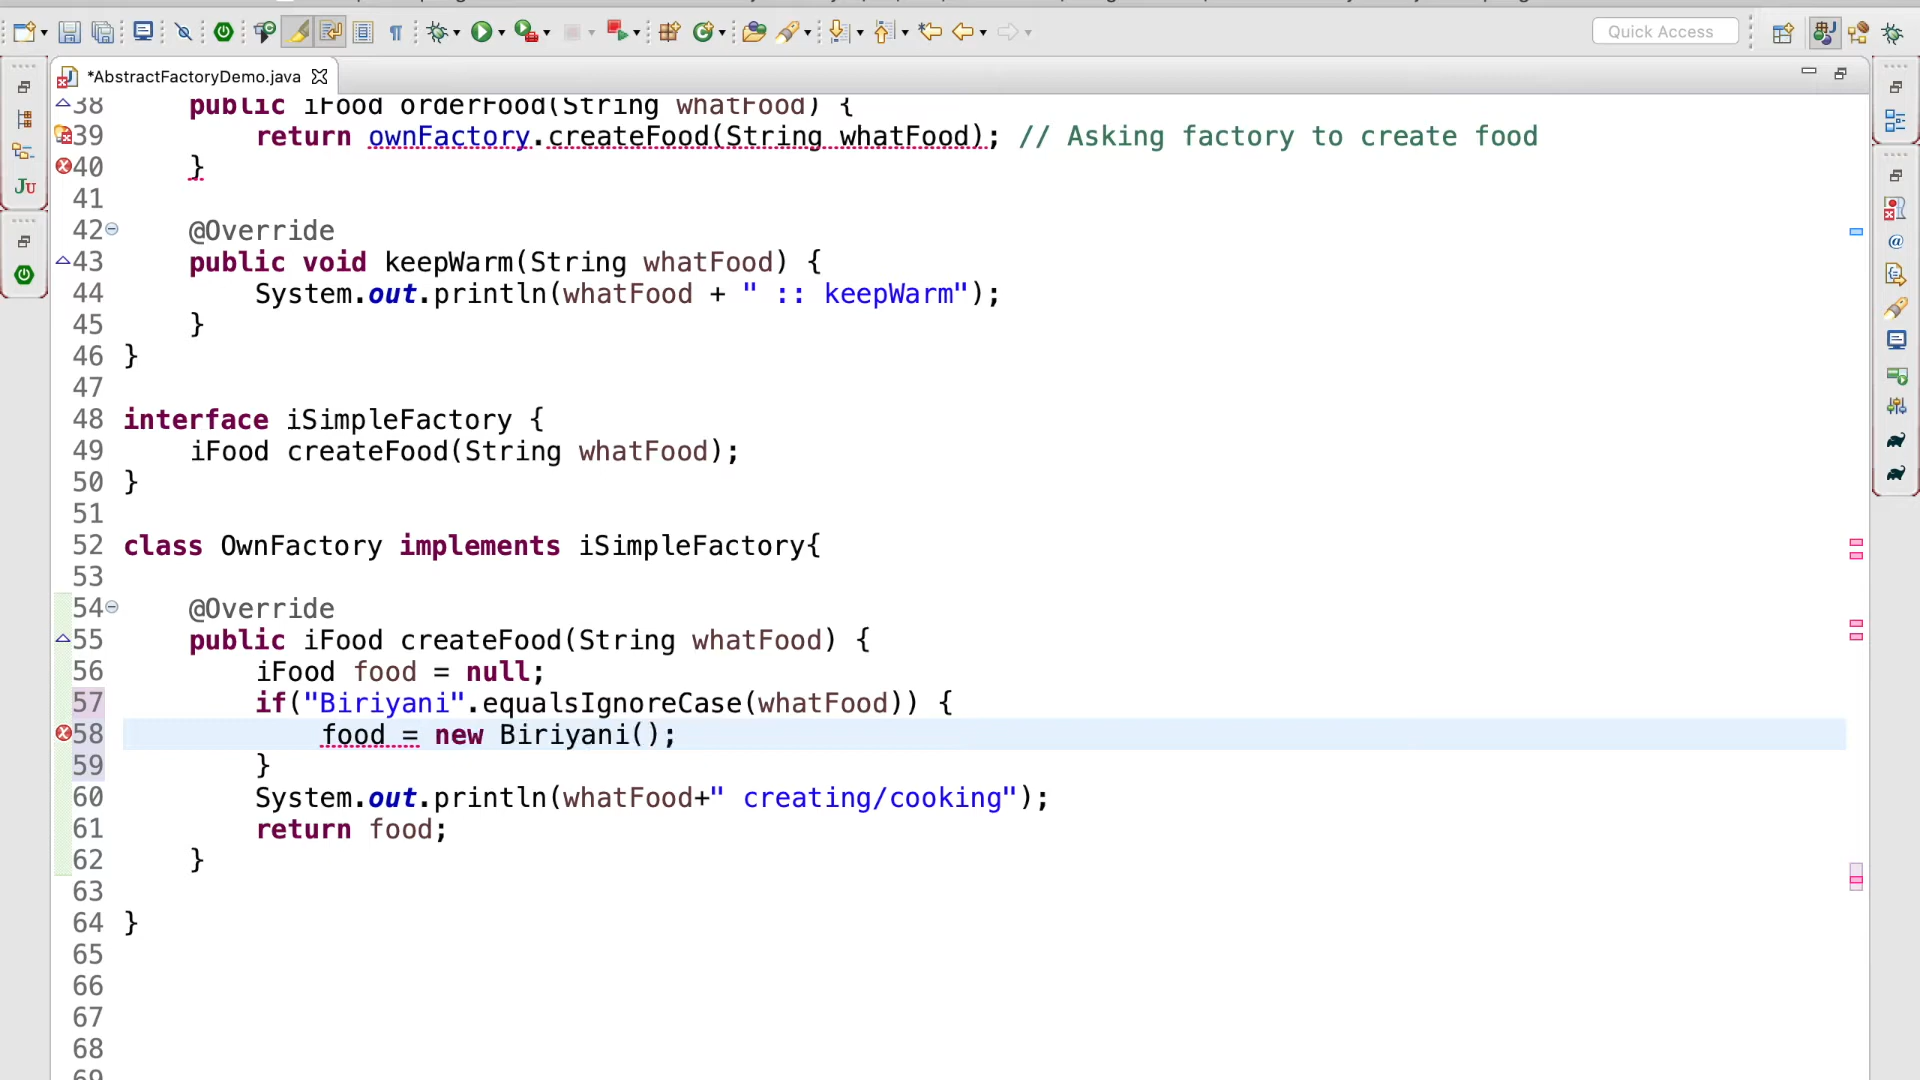 Quick Access
*AbstractFactoryDemo.java
38 public iFood orderFood(String whatFood) {
39 return ownFactory.createFood(String whatFood); // Asking factory to create food
40 }
41
42 @Override
43 public void keepWarm(String whatFood) {
44 System.out.println(whatFood + " :: keepWarm");
45 }
46 }
47
48 interface iSimpleFactory {
49 iFood createFood(String whatFood);
50 }
51
52 class OwnFactory implements iSimpleFactory{
53
54 @Override
55 public iFood createFood(String whatFood) {
56 iFood food = null;
57 if("Biriyani".equalsIgnoreCase(whatFood)) {
58 food = new Biriyani();
59 }
60 System.out.println(whatFood+" creating/cooking");
61 return food;
62 }
63
64 }
65
66
67
68
69